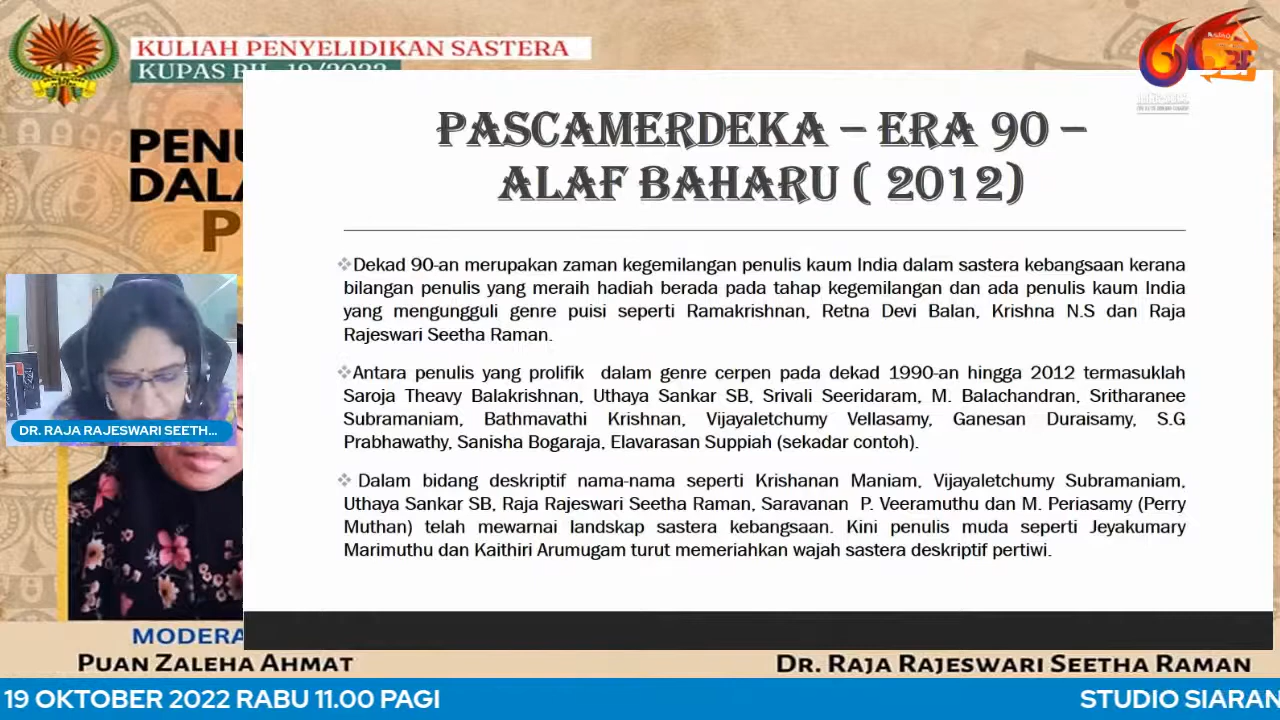 KULIAH PENYELIDIKAN SASTERA
KUPAS BIL 19/2022
PENU
DALA
P
PASCAMERDEKA – ERA 90 –
ALAF BAHARU ( 2012)
❖Dekad 90-an merupakan zaman kegemilangan penulis kaum India dalam sastera kebangsaan kerana
bilangan penulis yang meraih hadiah berada pada tahap kegemilangan dan ada penulis kaum India
yang mengungguli genre puisi seperti Ramakrishnan, Retna Devi Balan, Krishna N.S dan Raja
Rajeswari Seetha Raman.
❖Antara penulis yang prolifik dalam genre cerpen pada dekad 1990-an hingga 2012 termasuklah
Saroja Theavy Balakrishnan, Uthaya Sankar SB, Srivali Seeridaram, M. Balachandran, Sritharanee
Subramaniam, Bathmavathi Krishnan, Vijayaletchumy Vellasamy, Ganesan Duraisamy, S.G
Prabhawathy, Sanisha Bogaraja, Elavarasan Suppiah (sekadar contoh).
❖ Dalam bidang deskriptif nama-nama seperti Krishanan Maniam, Vijayaletchumy Subramaniam,
Uthaya Sankar SB, Raja Rajeswari Seetha Raman, Saravanan P. Veeramuthu dan M. Periasamy (Perry
Muthan) telah mewarnai landskap sastera kebangsaan. Kini penulis muda seperti Jeyakumary
Marimuthu dan Kaithiri Arumugam turut memeriahkan wajah sastera deskriptif pertiwi.
DR. RAJA RAJESWARI SEETH...
MODERA
PUAN ZALEHA AHMAT
DR. RAJA RAJESWARI SEETHA RAMAN
19 OKTOBER 2022 RABU 11.00 PAGI
STUDIO SIARAN